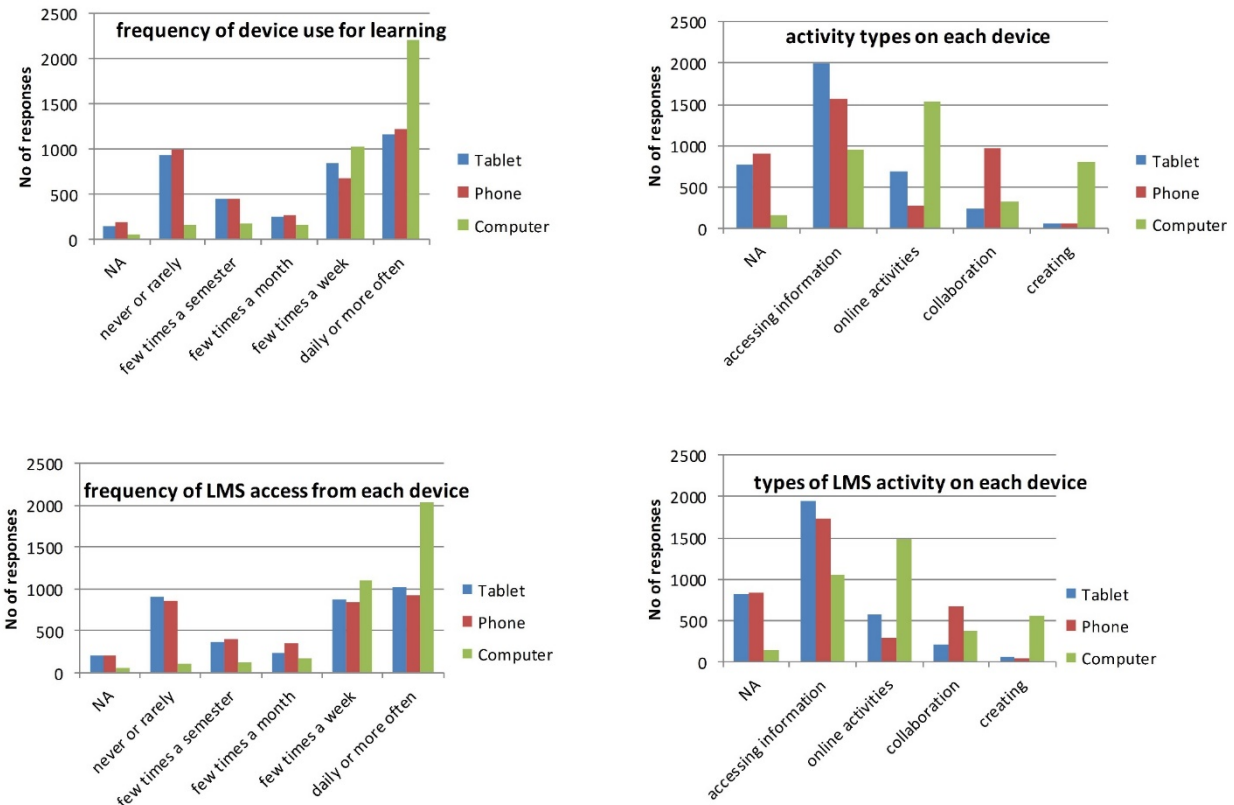 frequency of device use for learning
No of responses
2500
2000
1500
1000
500
0
NA
never or rarely
few times a semester
few times a month
few times a week
daily or more often
Tablet
Phone
Computer
activity types on each device
No of responses
2500
2000
1500
1000
500
0
NA
accessing information
online activities
collaboration
creating
Tablet
Phone
Computer
frequency of LMS access from each device
No of responses
2500
2000
1500
1000
500
0
NA
never or rarely
few times a semester
few times a month
few times a week
daily or more often
Tablet
Phone
Computer
types of LMS activity on each device
No of responses
2500
2000
1500
1000
500
0
NA
accessing information
online activities
collaboration
creating
Tablet
Phone
Computer